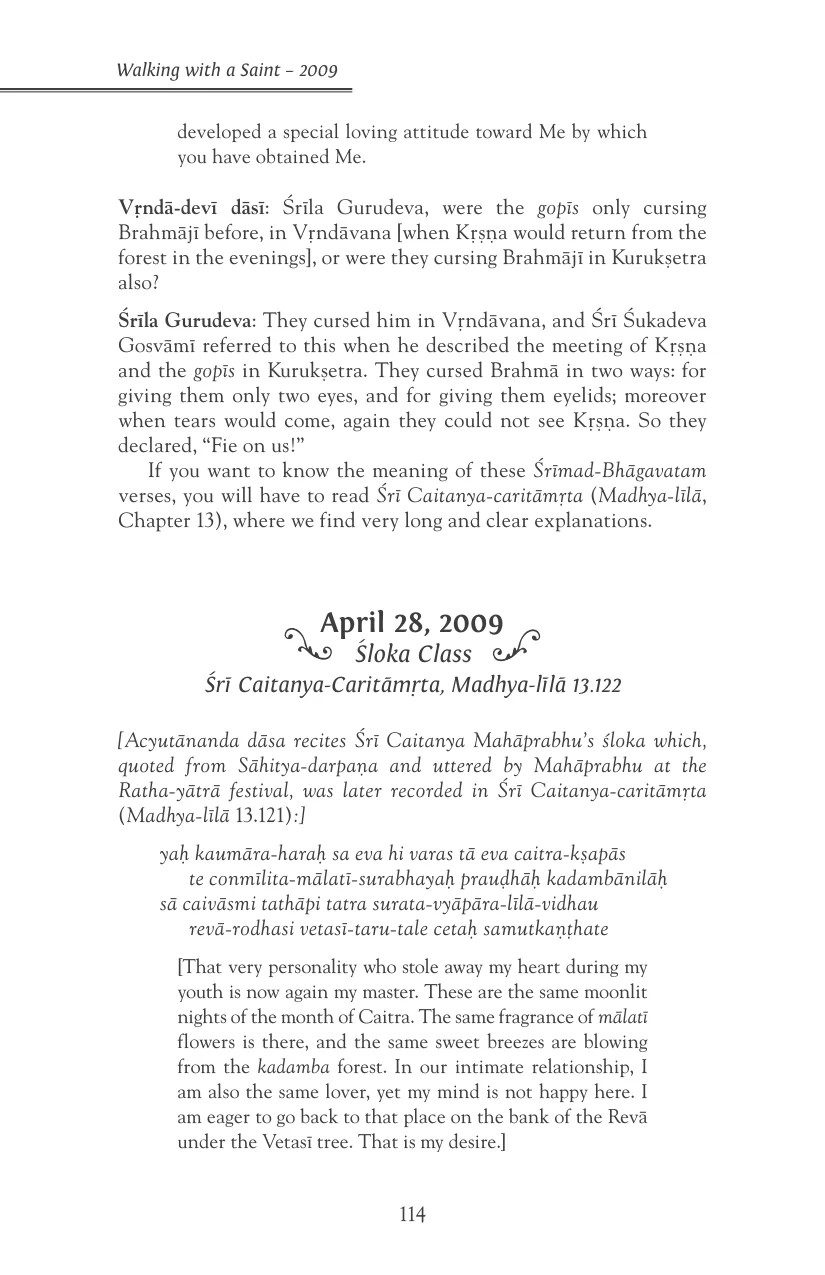 Walking with a Saint – 2009
developed a special loving attitude toward Me by which
you have obtained Me.
Vṛndā-devī dāsī: Śrīla Gurudeva, were the gopīs only cursing
Brahmājī before, in Vṛndāvana [when Kṛṣṇa would return from the
forest in the evenings], or were they cursing Brahmājī in Kurukṣetra
also?
Śrīla Gurudeva: They cursed him in Vṛndāvana, and Śrī Śukadeva
Gosvāmī referred to this when he described the meeting of Kṛṣṇa
and the gopīs in Kurukṣetra. They cursed Brahmā in two ways: for
giving them only two eyes, and for giving them eyelids; moreover
when tears would come, again they could not see Kṛṣṇa. So they
declared, “Fie on us!”
If you want to know the meaning of these Śrīmad-Bhāgavatam
verses, you will have to read Śrī Caitanya-caritāmṛta (Madhya-līlā,
Chapter 13), where we find very long and clear explanations.
April 28, 2009
Śloka Class
Śrī Caitanya-Caritāmṛta, Madhya-līlā 13.122
[Acyutānanda dāsa recites Śrī Caitanya Mahāprabhu’s śloka which,
quoted from Sāhitya-darpaṇa and uttered by Mahāprabhu at the
Ratha-yātrā festival, was later recorded in Śrī Caitanya-caritāmṛta
(Madhya-līlā 13.121):]
yaḥ kaumāra-haraḥ sa eva hi varas tā eva caitra-kṣapās
te conmīlita-mālatī-surabhayaḥ prauḍhāḥ kadambānilāḥ
sā caivāsmi tathāpi tatra surata-vyāpāra-līlā-vidhau
revā-rodhasi vetasī-taru-tale cetaḥ samutkaṇṭhate
[That very personality who stole away my heart during my
youth is now again my master. These are the same moonlit
nights of the month of Caitra. The same fragrance of mālatī
flowers is there, and the same sweet breezes are blowing
from the kadamba forest. In our intimate relationship, I
am also the same lover, yet my mind is not happy here. I
am eager to go back to that place on the bank of the Revā
under the Vetasī tree. That is my desire.]
114